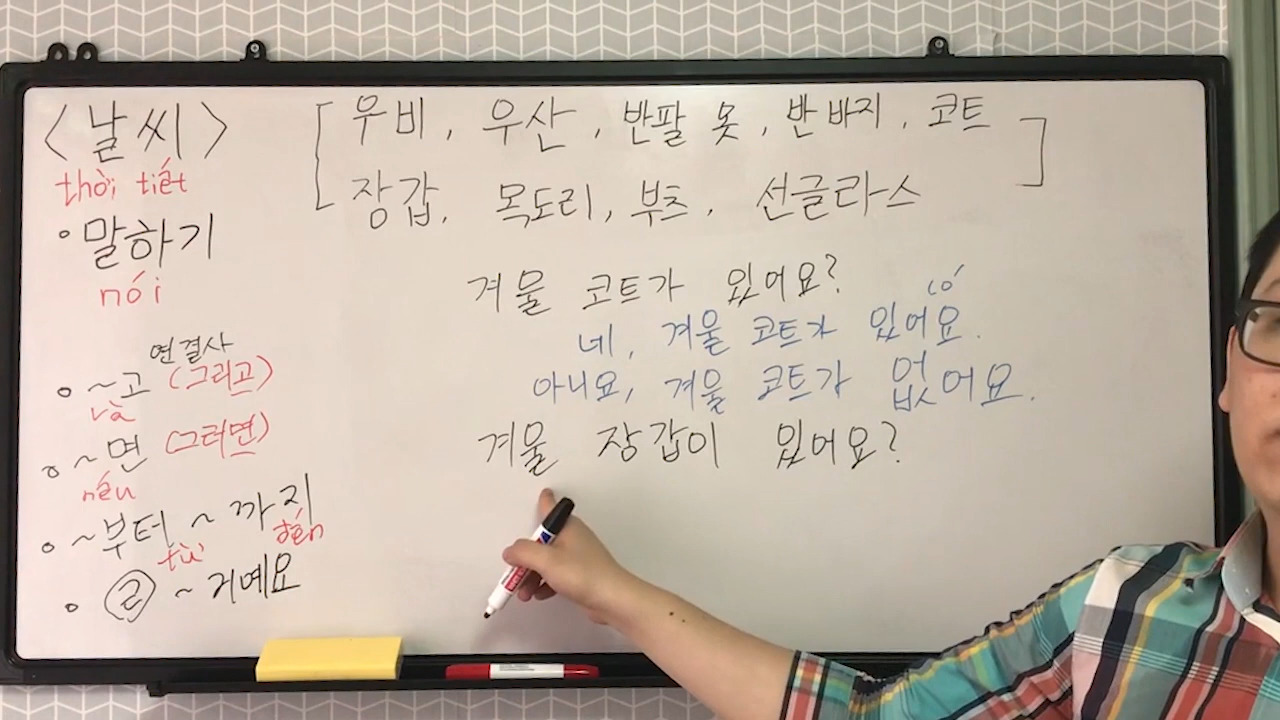 <날씨>
thời tiết
◦말하기
nói
연결사
◦ ~고 (그리고)
và
◦ ~면 (그러면)
nếu
◦ ~부터 ~까지
từ đến
◦ ㄹ ~거예요
[우비, 우산, 반팔 옷, 반바지, 코트
장갑, 목도리, 부츠, 선글라스]
겨울 코트가 있어요?
có
네, 겨울 코트가 있어요.
아니요, 겨울 코트가 없어요.
겨울 장갑이 있어요?